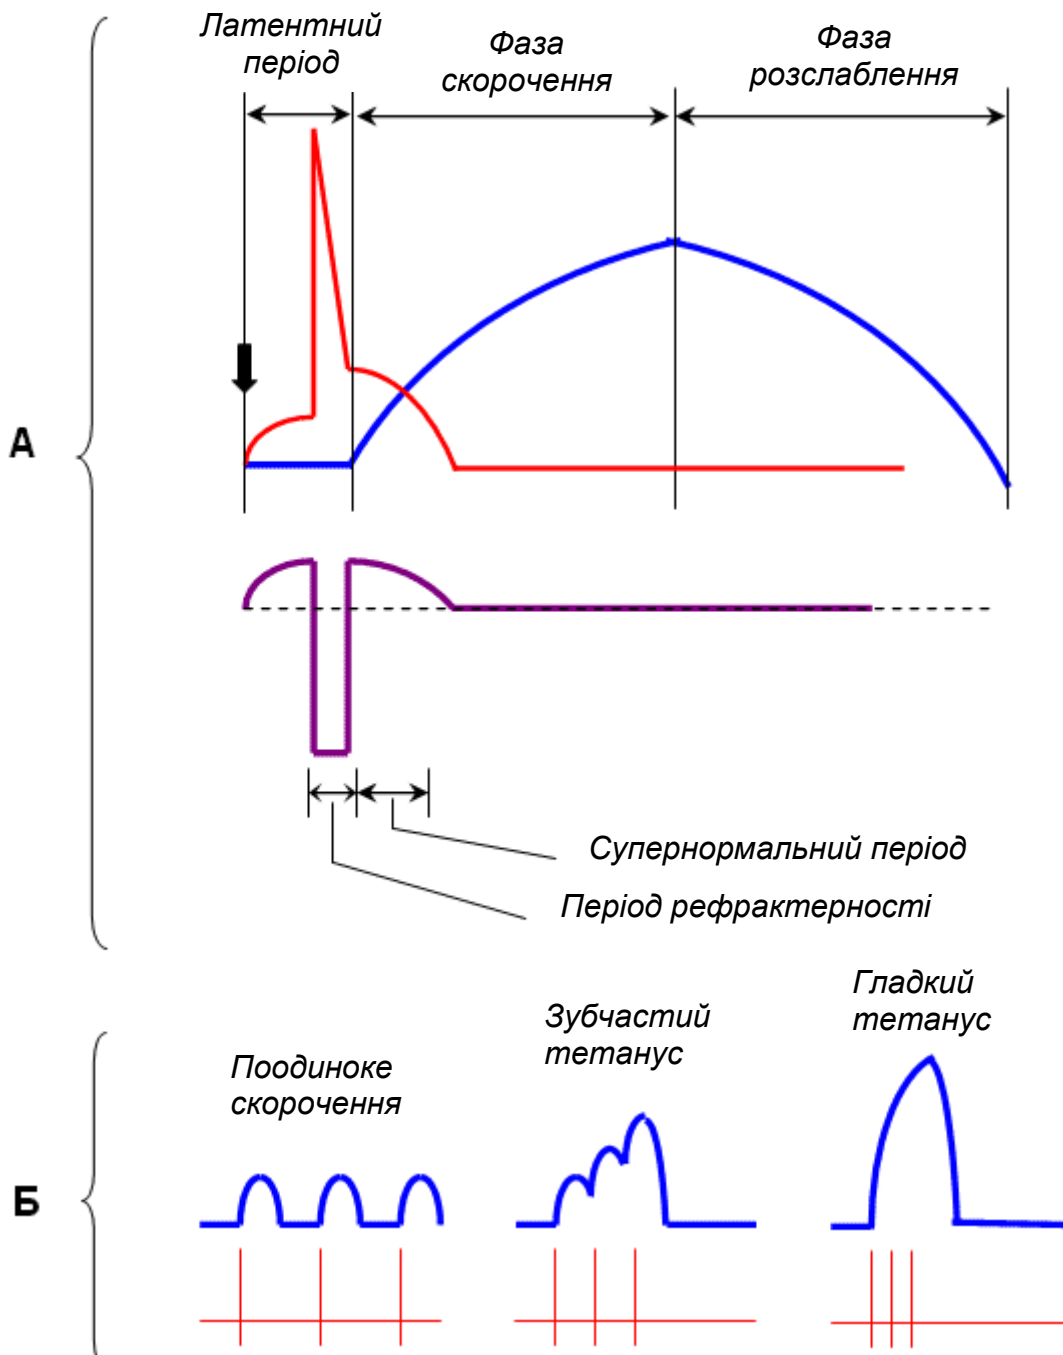 Латентний
період
Фаза
скорочення
Фаза
розслаблення
А
Супернормальний період
Період рефрактерності
Поодиноке
скорочення
Зубчастий
тетанус
Гладкий
тетанус
Б